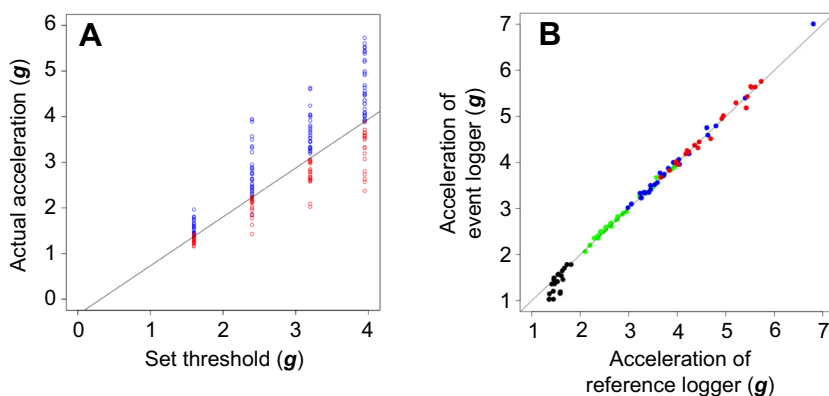 A
Actual acceleration (g)
6
5
4
3
2
1
0
0 1 2 3 4
Set threshold (g)
B
Acceleration of
event logger (g)
7
6
5
4
3
2
1
1 2 3 4 5 6 7
Acceleration of
reference logger (g)